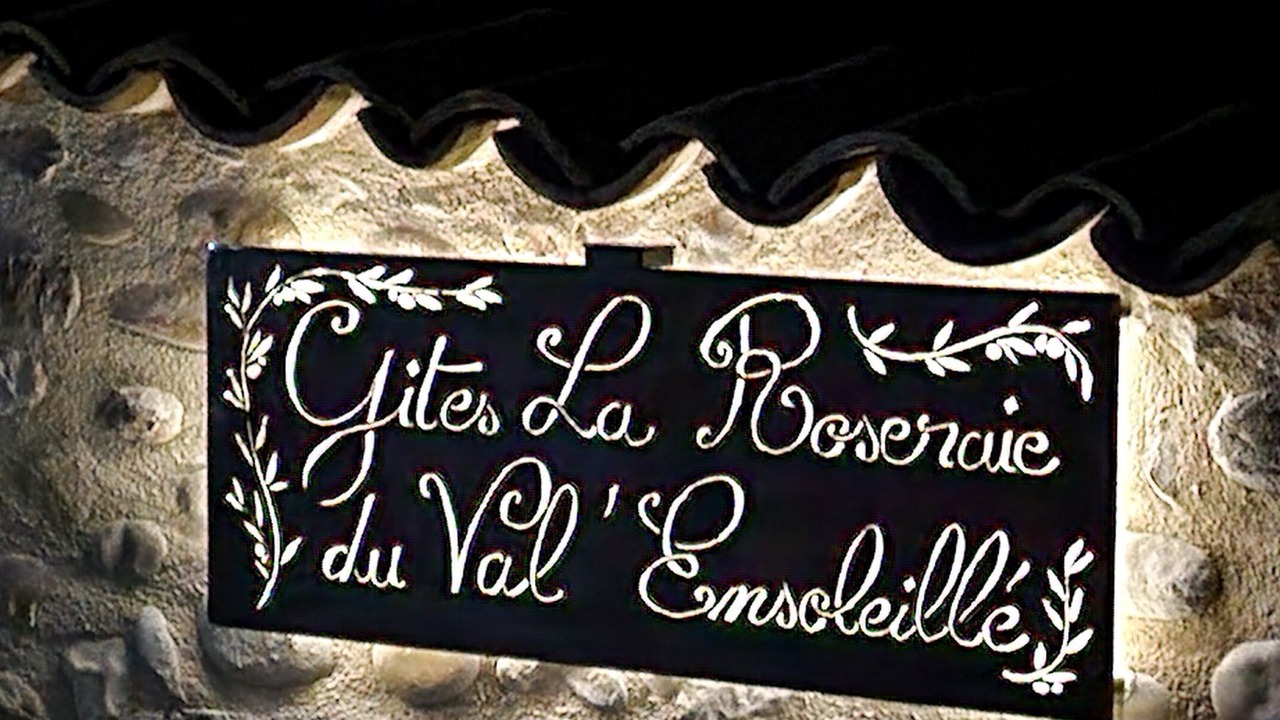 Gites La Roseraie
du Val 'Ensoleillé